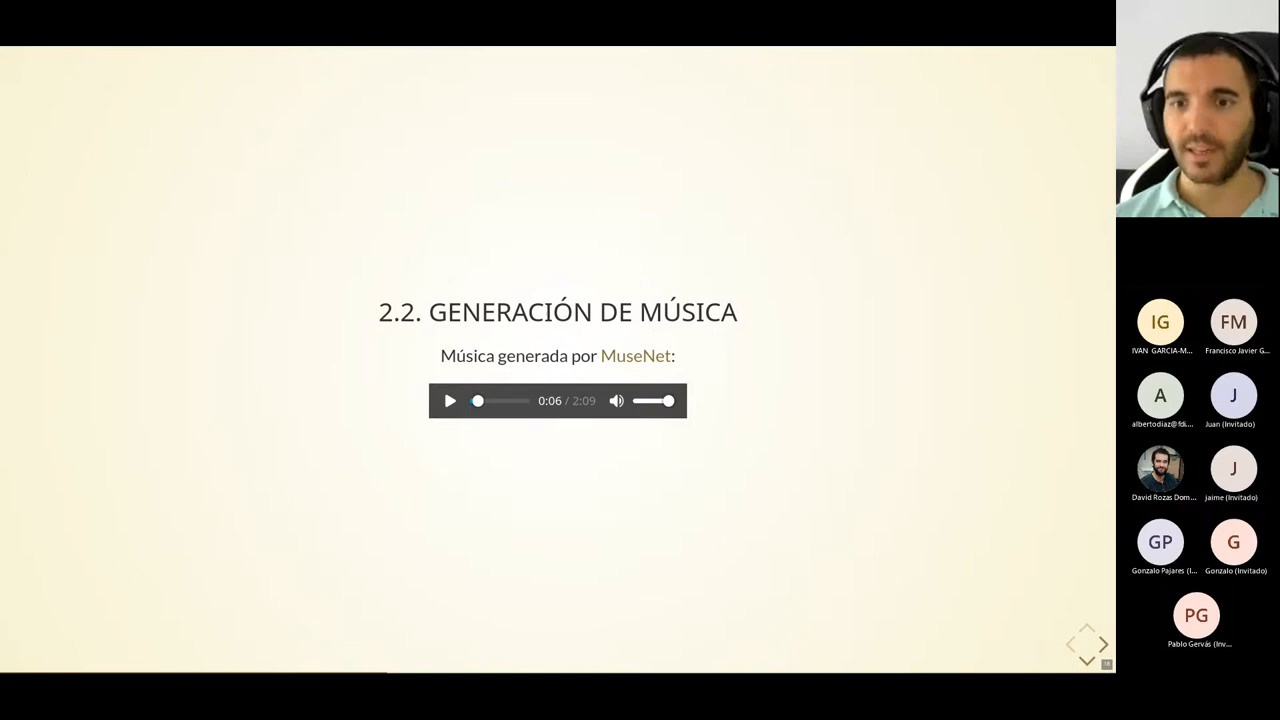 2.2. GENERACIÓN DE MÚSICA
Música generada por MuseNet:
0:06 / 2:09
18
IG
FM
IVAN GARCIA-M...
Francisco Javier G...
A
J
albertodiaz@fdi....
Juan (Invitado)
J
David Rozas Dom...
jaime (Invitado)
GP
G
Gonzalo Pajares (I...
Gonzalo (Invitado)
PG
Pablo Gervás (Inv...